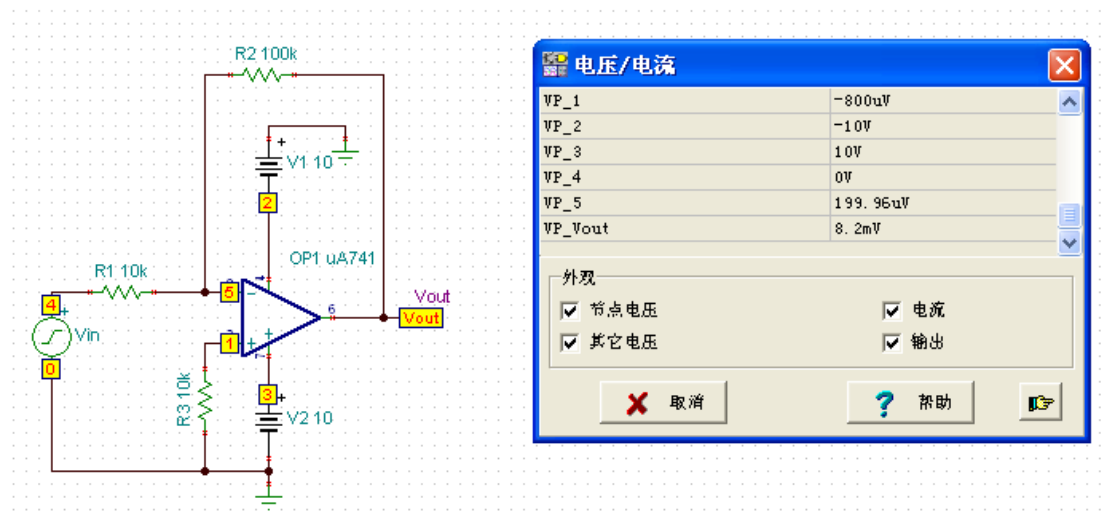 R2 100k
V1 10
2
OP1 uA741
R1 10k
4
5
4
Vin
6
Vout
Vout
1
0
7
R3 10k
3
V2 10
电压/电流
VP_1 -800uV
VP_2 -10V
VP_3 10V
VP_4 0V
VP_5 199.96uV
VP_Vout 8.2mV
外观
节点电压 电流
其它电压 输出
取消 帮助